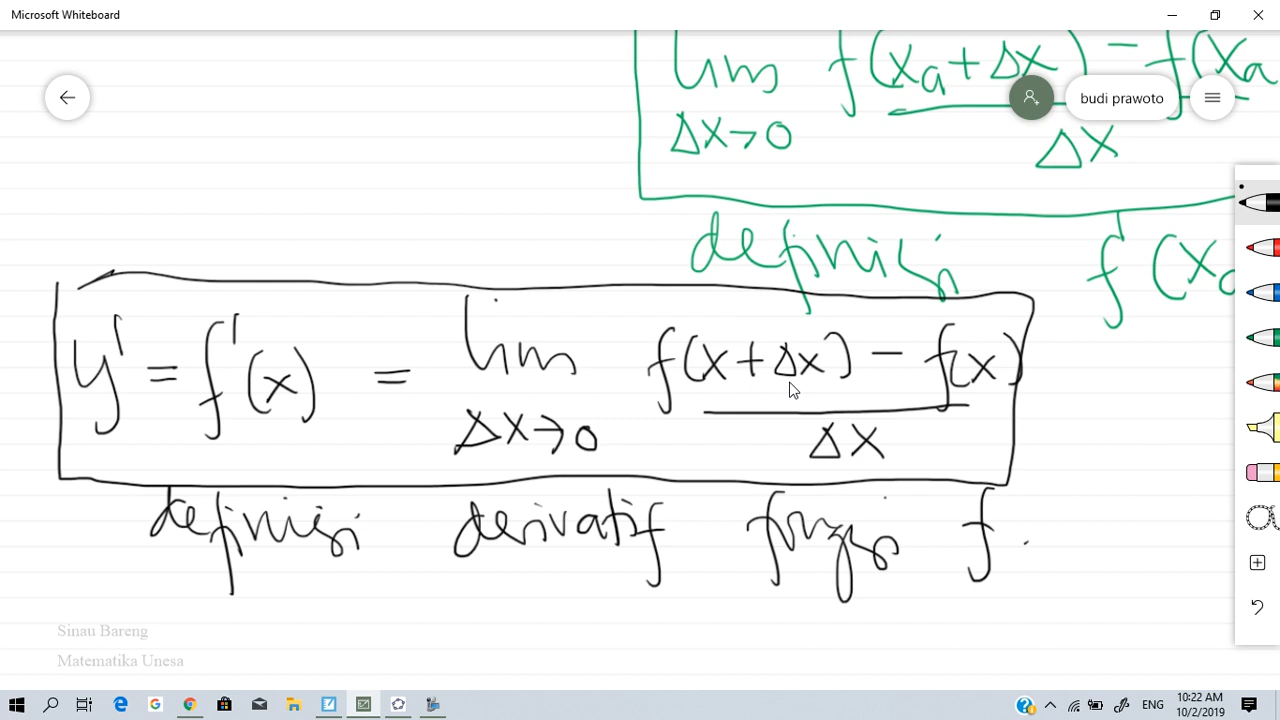 Microsoft Whiteboard
lim f(xₐ+Δx) - f(xₐ
Δx→0 Δx
budi prawoto
definisi f'(x
y' = f'(x) = lim f(x+Δx) - f(x)
Δx→0 Δx
definisi derivatif fungsi f.
Sinau Bareng
Matematika Unesa
ENG
10:22 AM
10/2/2019